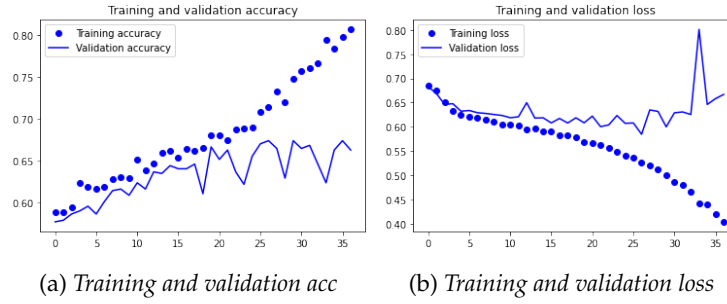 Training and validation accuracy
Training accuracy
Validation accuracy
0.80
0.75
0.70
0.65
0.60
0 5 10 15 20 25 30 35
(a) Training and validation acc
Training and validation loss
Training loss
Validation loss
0.80
0.75
0.70
0.65
0.60
0.55
0.50
0.45
0.40
0 5 10 15 20 25 30 35
(b) Training and validation loss